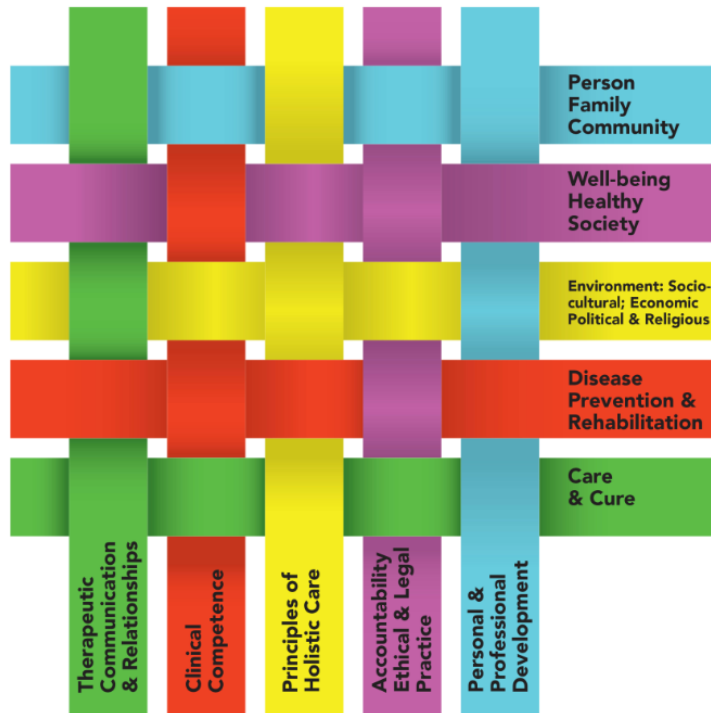 Person
Family
Community
Well-being
Healthy
Society
Environment: Socio-
cultural; Economic
Political & Religious
Disease
Prevention &
Rehabilitation
Care
& Cure
Therapeutic
Communication
& Relationships
Clinical
Competence
Principles of
Holistic Care
Accountability
Ethical & Legal
Practice
Personal &
Professional
Development